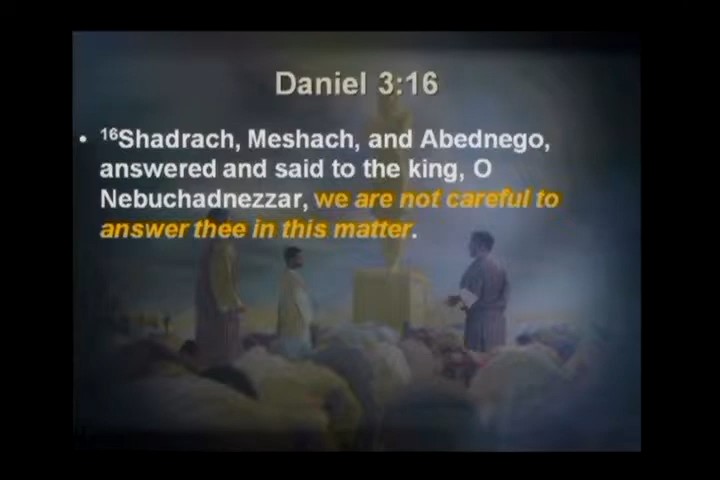 Daniel 3:16
• 16Shadrach, Meshach, and Abednego,
answered and said to the king, O
Nebuchadnezzar, we are not careful to
answer thee in this matter.